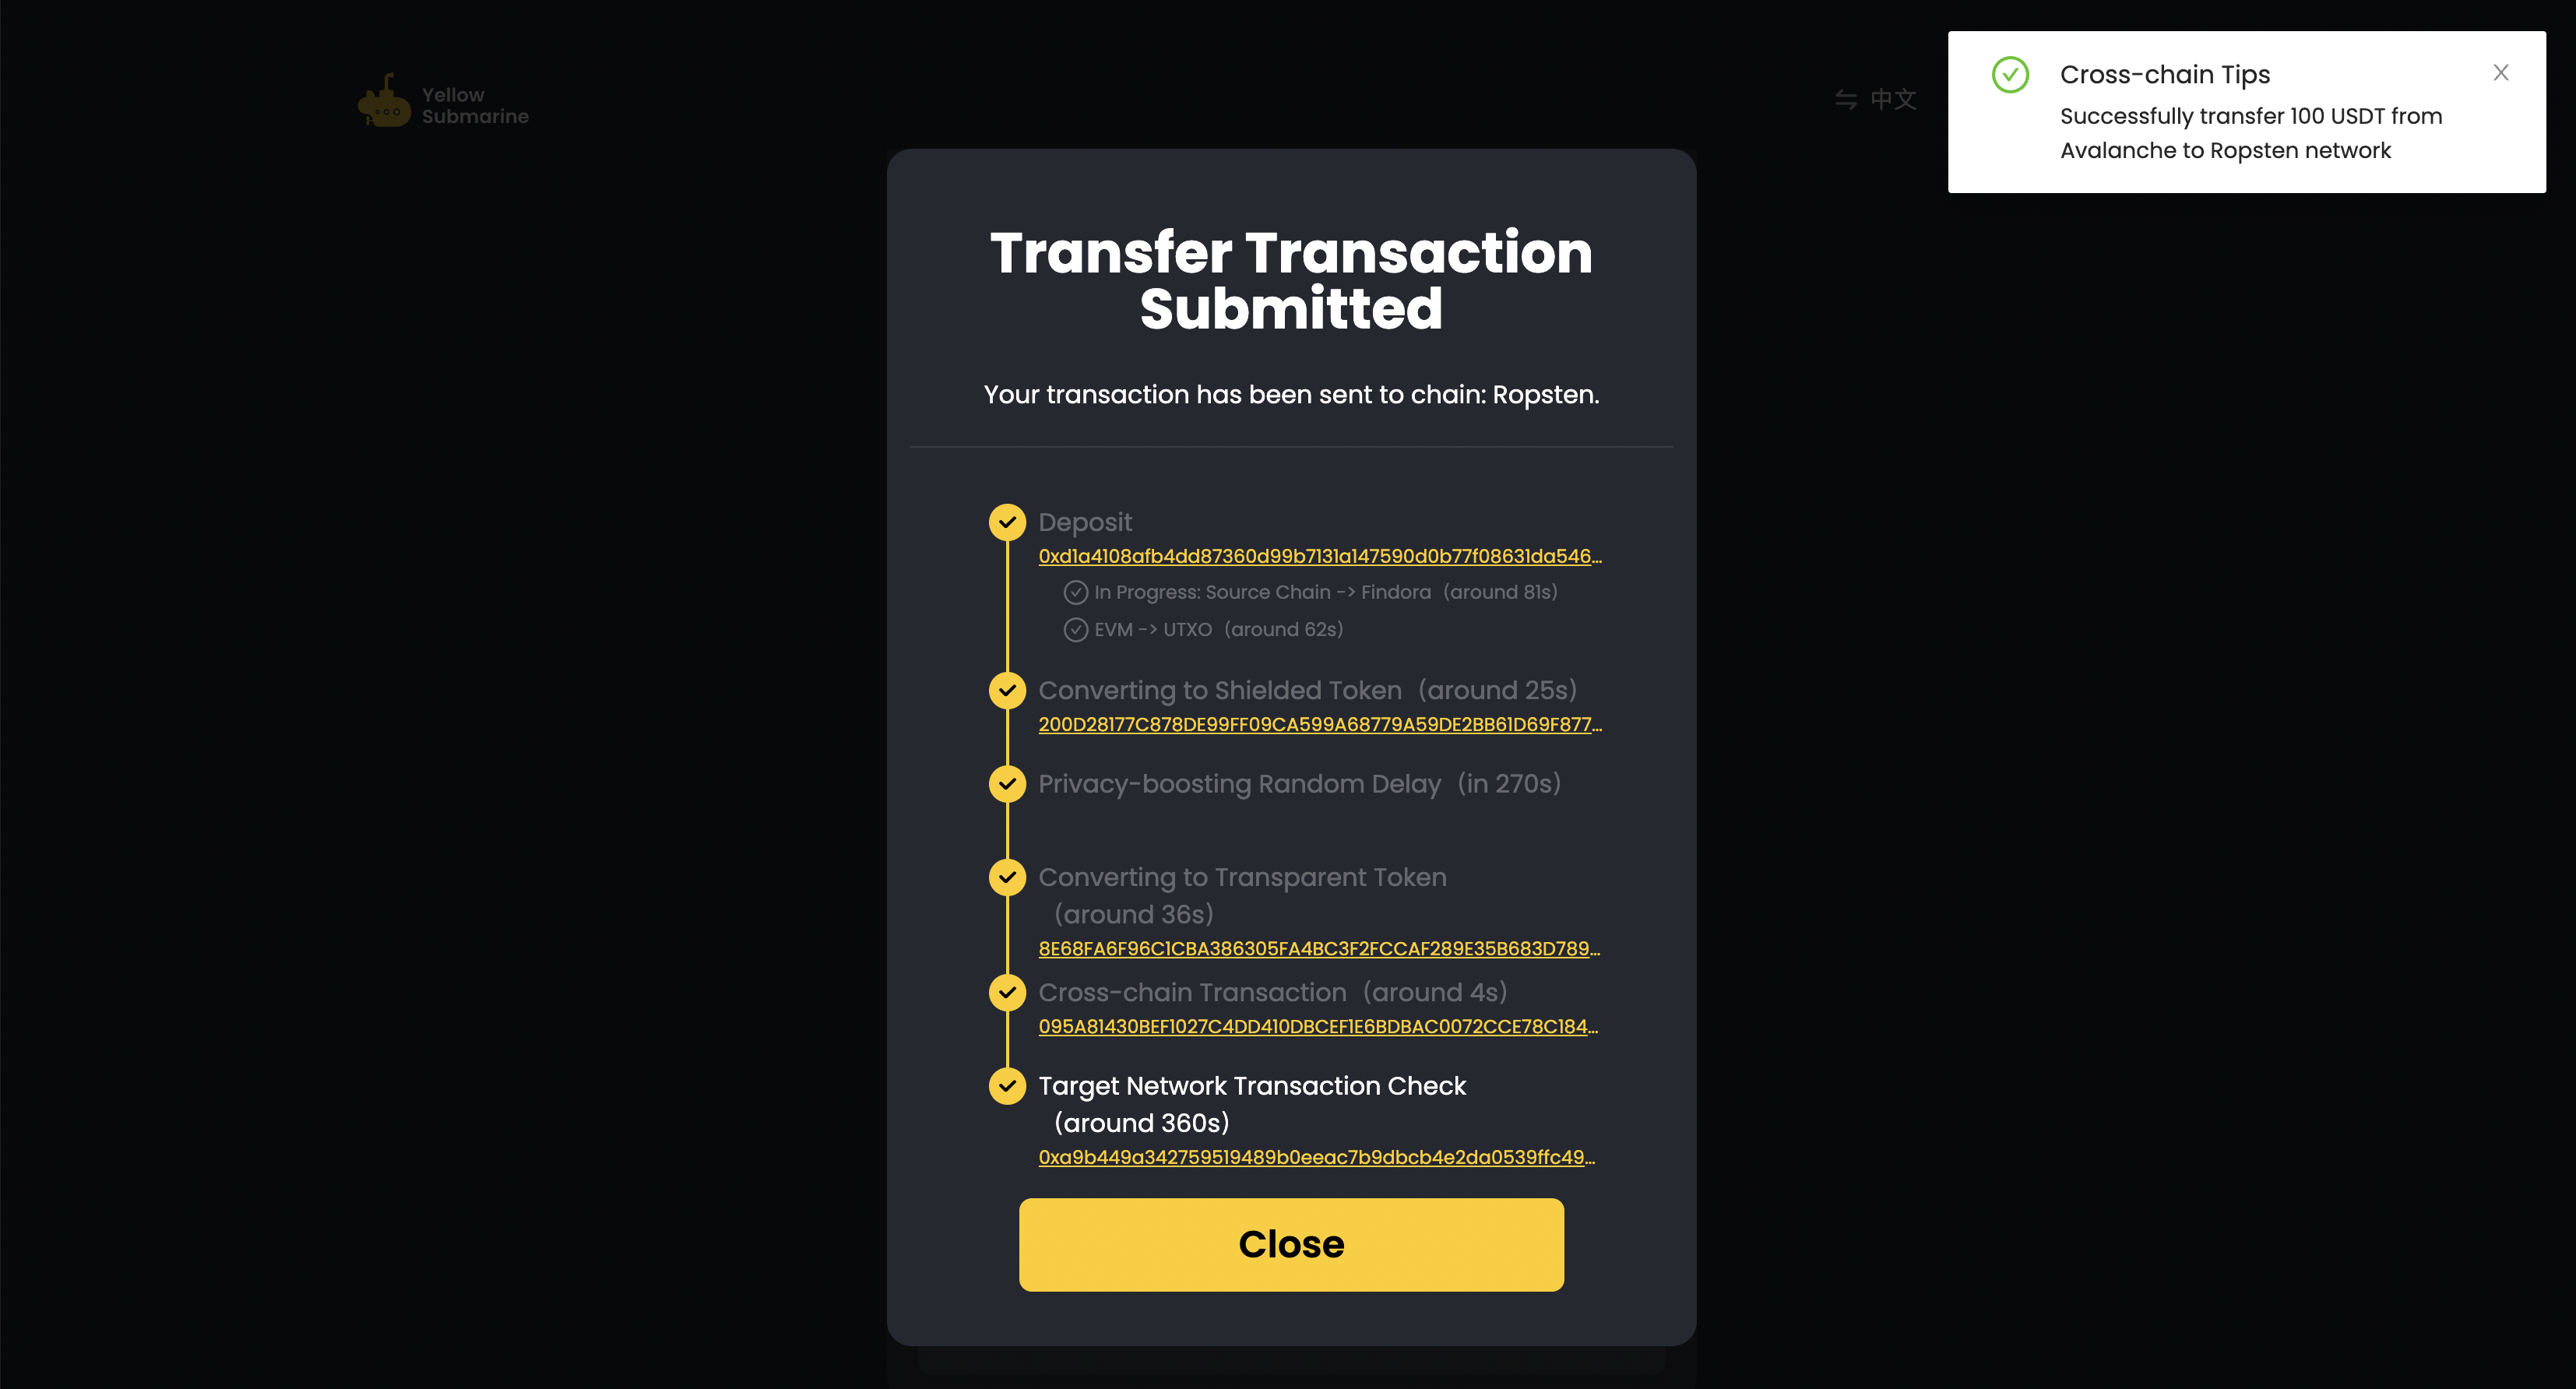 Yellow
Submarine
中文
Cross-chain Tips
Successfully transfer 100 USDT from
Avalanche to Ropsten network
Transfer Transaction
Submitted
Your transaction has been sent to chain: Ropsten.
Deposit
0xd1a4108afb4dd87360d99b7131a147590d0b77f08631da546...
In Progress: Source Chain -> Findora (around 81s)
EVM -> UTXO (around 62s)
Converting to Shielded Token (around 25s)
200D28177C878DE99FF09CA599A68779A59DE2BB61D69F877...
Privacy-boosting Random Delay (in 270s)
Converting to Transparent Token
(around 36s)
8E68FA6F96C1CBA386305FA4BC3F2FCCAF289E35B683D789...
Cross-chain Transaction (around 4s)
095A81430BEF1027C4DD410DBCEF1E6BDBAC0072CCE78C184...
Target Network Transaction Check
(around 360s)
0xa9b449a342759519489b0eeac7b9dbcb4e2da0539ffc49...
Close